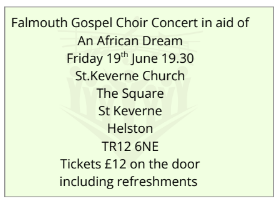 Falmouth Gospel Choir Concert in aid of
An African Dream
Friday 19th June 19.30
St.Keverne Church
The Square
St Keverne
Helston
TR12 6NE
Tickets £12 on the door
including refreshments